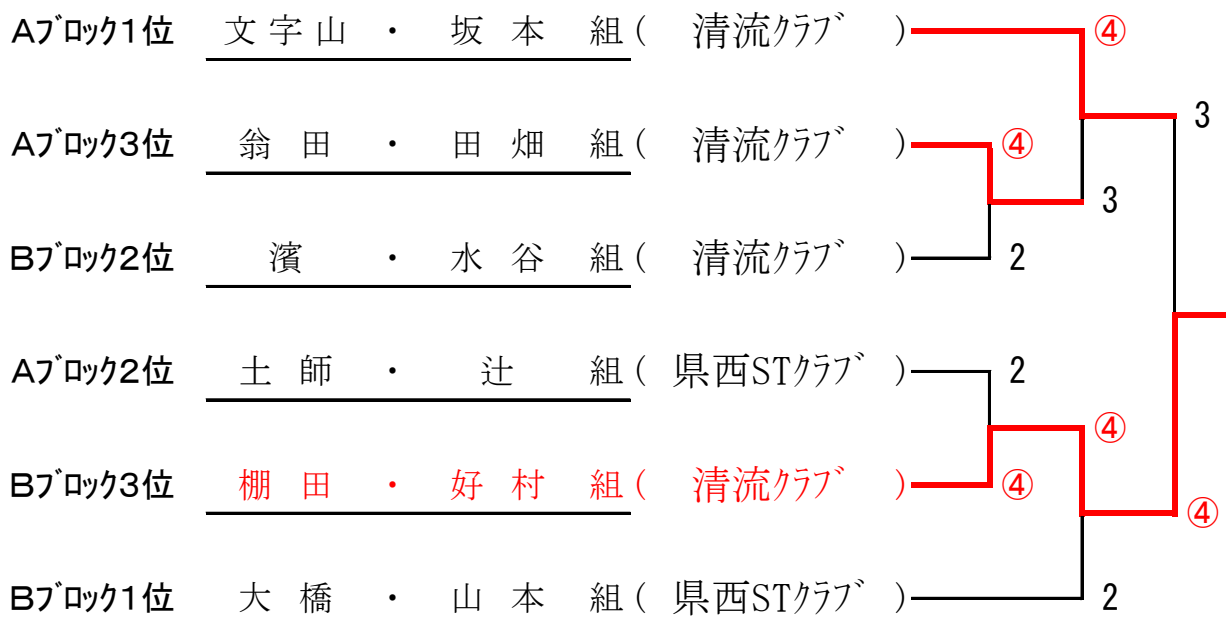 Aﾌﾞﾛｯｸ1位 文字山 ・ 坂本 組( 清流ｸﾗﾌﾞ ) ④
3
Aﾌﾞﾛｯｸ3位 翁田 ・ 田畑 組( 清流ｸﾗﾌﾞ ) ④
3
Bﾌﾞﾛｯｸ2位 濱 ・ 水谷 組( 清流ｸﾗﾌﾞ ) 2
Aﾌﾞﾛｯｸ2位 土師 ・ 辻 組( 県西STｸﾗﾌﾞ ) 2
④
Bﾌﾞﾛｯｸ3位 棚田 ・ 好村 組( 清流ｸﾗﾌﾞ ) ④
④
Bﾌﾞﾛｯｸ1位 大橋 ・ 山本 組( 県西STｸﾗﾌﾞ ) 2